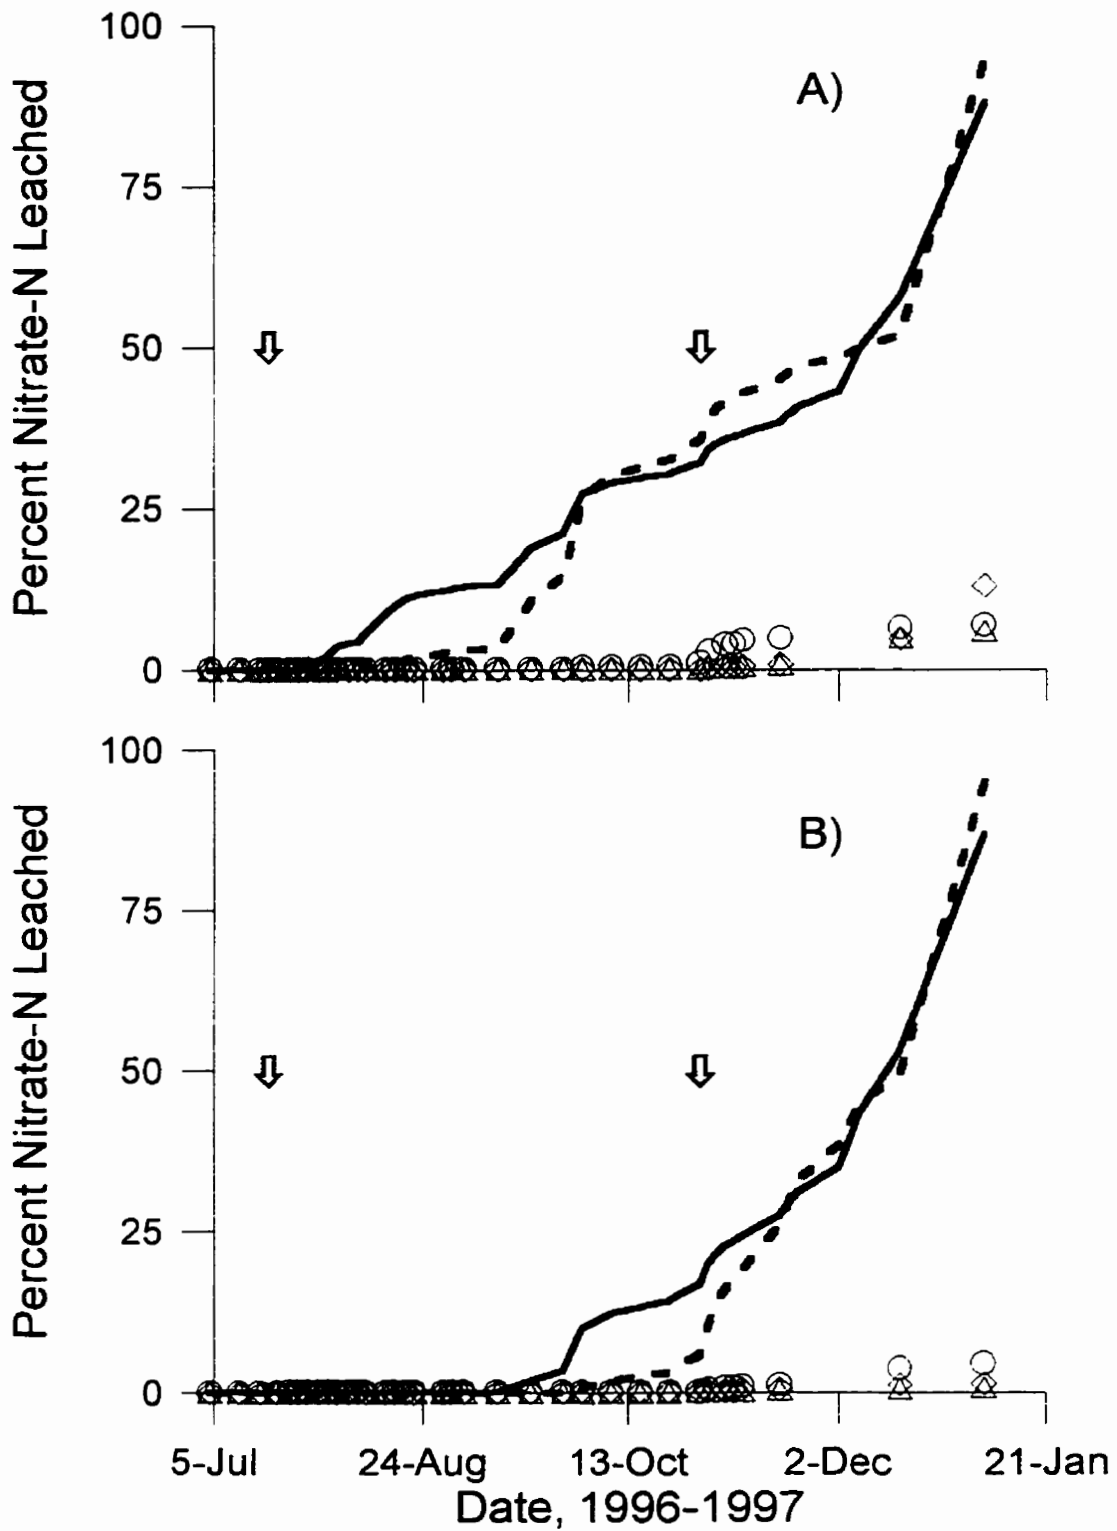 100
75
50
25
0
Percent Nitrate-N Leached
A)
100
75
50
25
0
Percent Nitrate-N Leached
B)
5-Jul 24-Aug 13-Oct 2-Dec 21-Jan
Date, 1996-1997